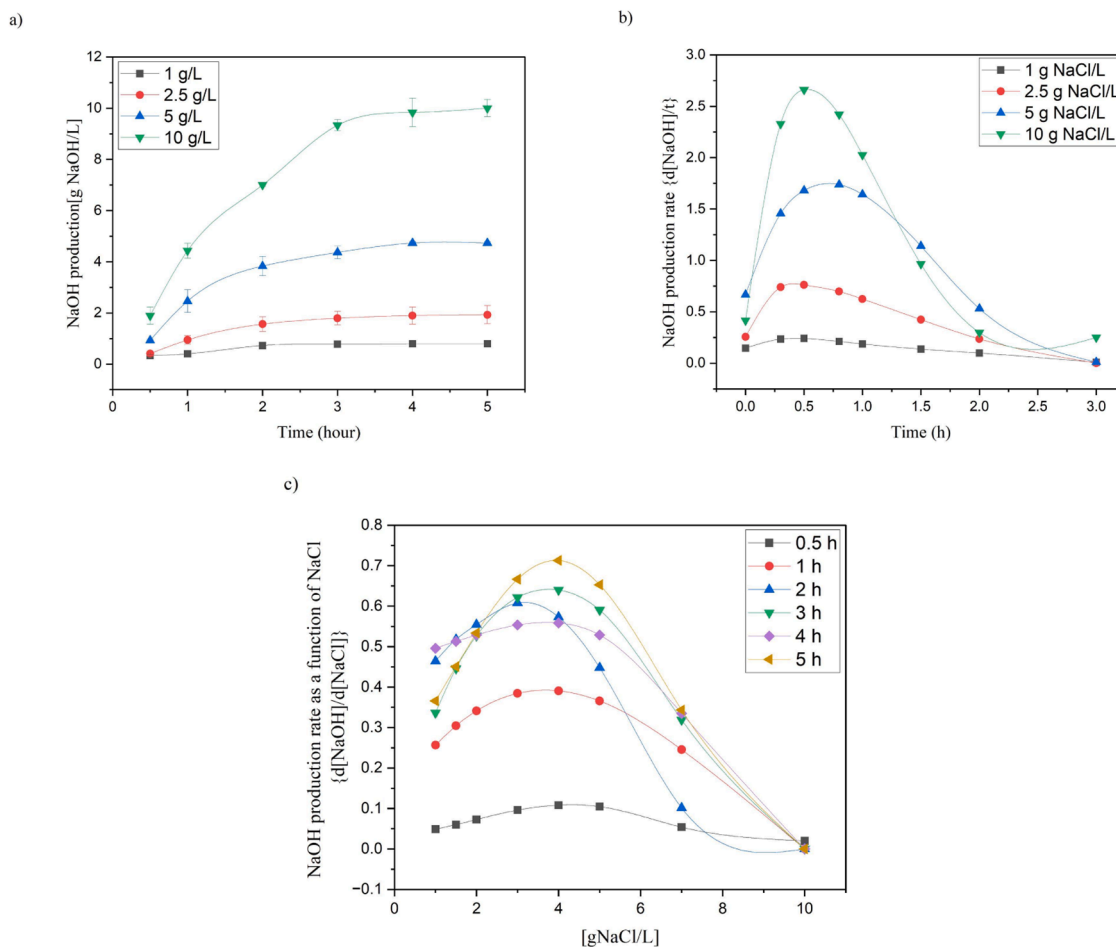 a)
NaOH production[g NaOH/L]
12
10
8
6
4
2
0
1 g/L
2.5 g/L
5 g/L
10 g/L
0
1
2
3
4
5
Time (hour)
b)
NaOH production rate {d[NaOH]/t}
3.0
2.5
2.0
1.5
1.0
0.5
0.0
1 g NaCl/L
2.5 g NaCl/L
5 g NaCl/L
10 g NaCl/L
0.0
0.5
1.0
1.5
2.0
2.5
3.0
Time (h)
c)
NaOH production rate as a function of NaCl
{d[NaOH]/d[NaCl]}
0.8
0.7
0.6
0.5
0.4
0.3
0.2
0.1
0.0
−0.1
0.5 h
1 h
2 h
3 h
4 h
5 h
0
2
4
6
8
10
[gNaCl/L]